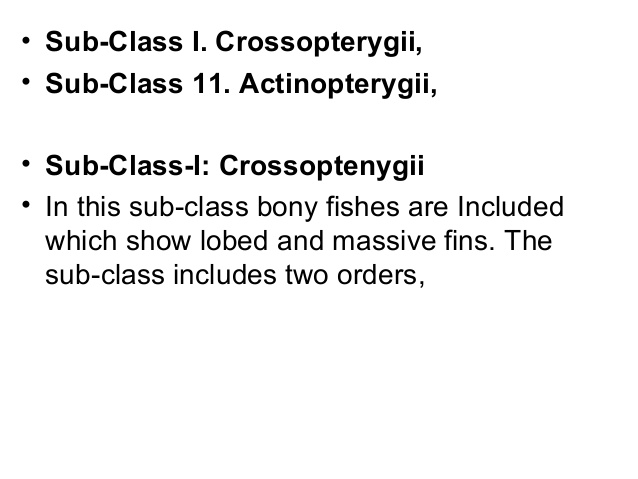 • Sub-Class I. Crossopterygii,
• Sub-Class 11. Actinopterygii,
• Sub-Class-I: Crossoptenygii
• In this sub-class bony fishes are Included
which show lobed and massive fins. The
sub-class includes two orders,